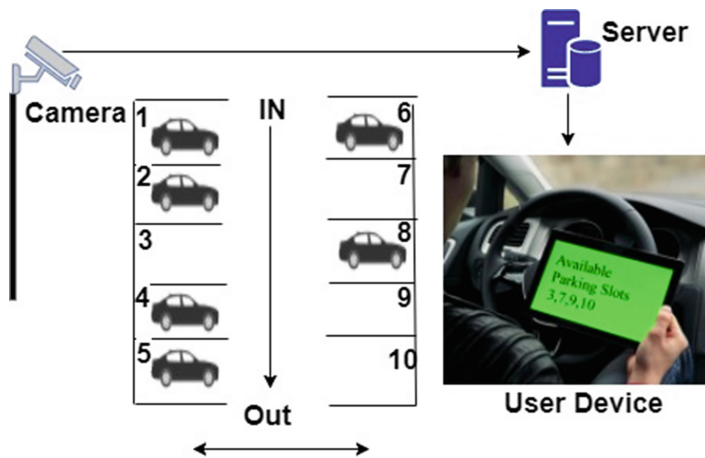 Server
Camera
IN
1
2
3
4
5
6
7
8
9
10
Available
Parking Slots
3,7,9,10
Out
User Device